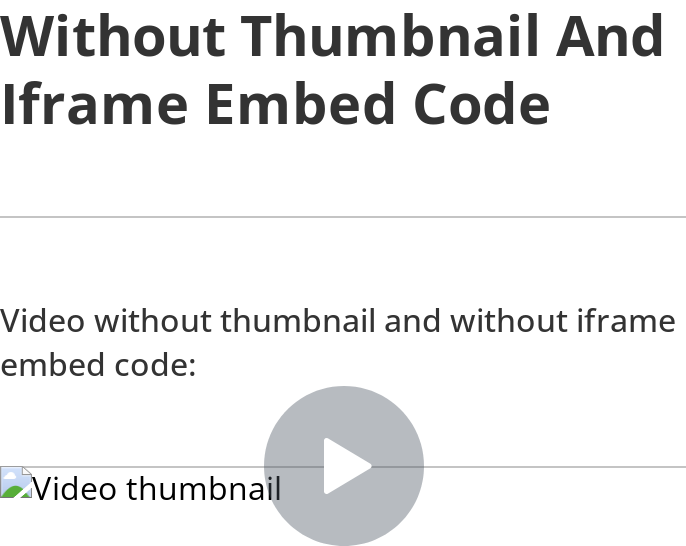 Without Thumbnail And
Iframe Embed Code
Video without thumbnail and without iframe
embed code:
Video thumbnail